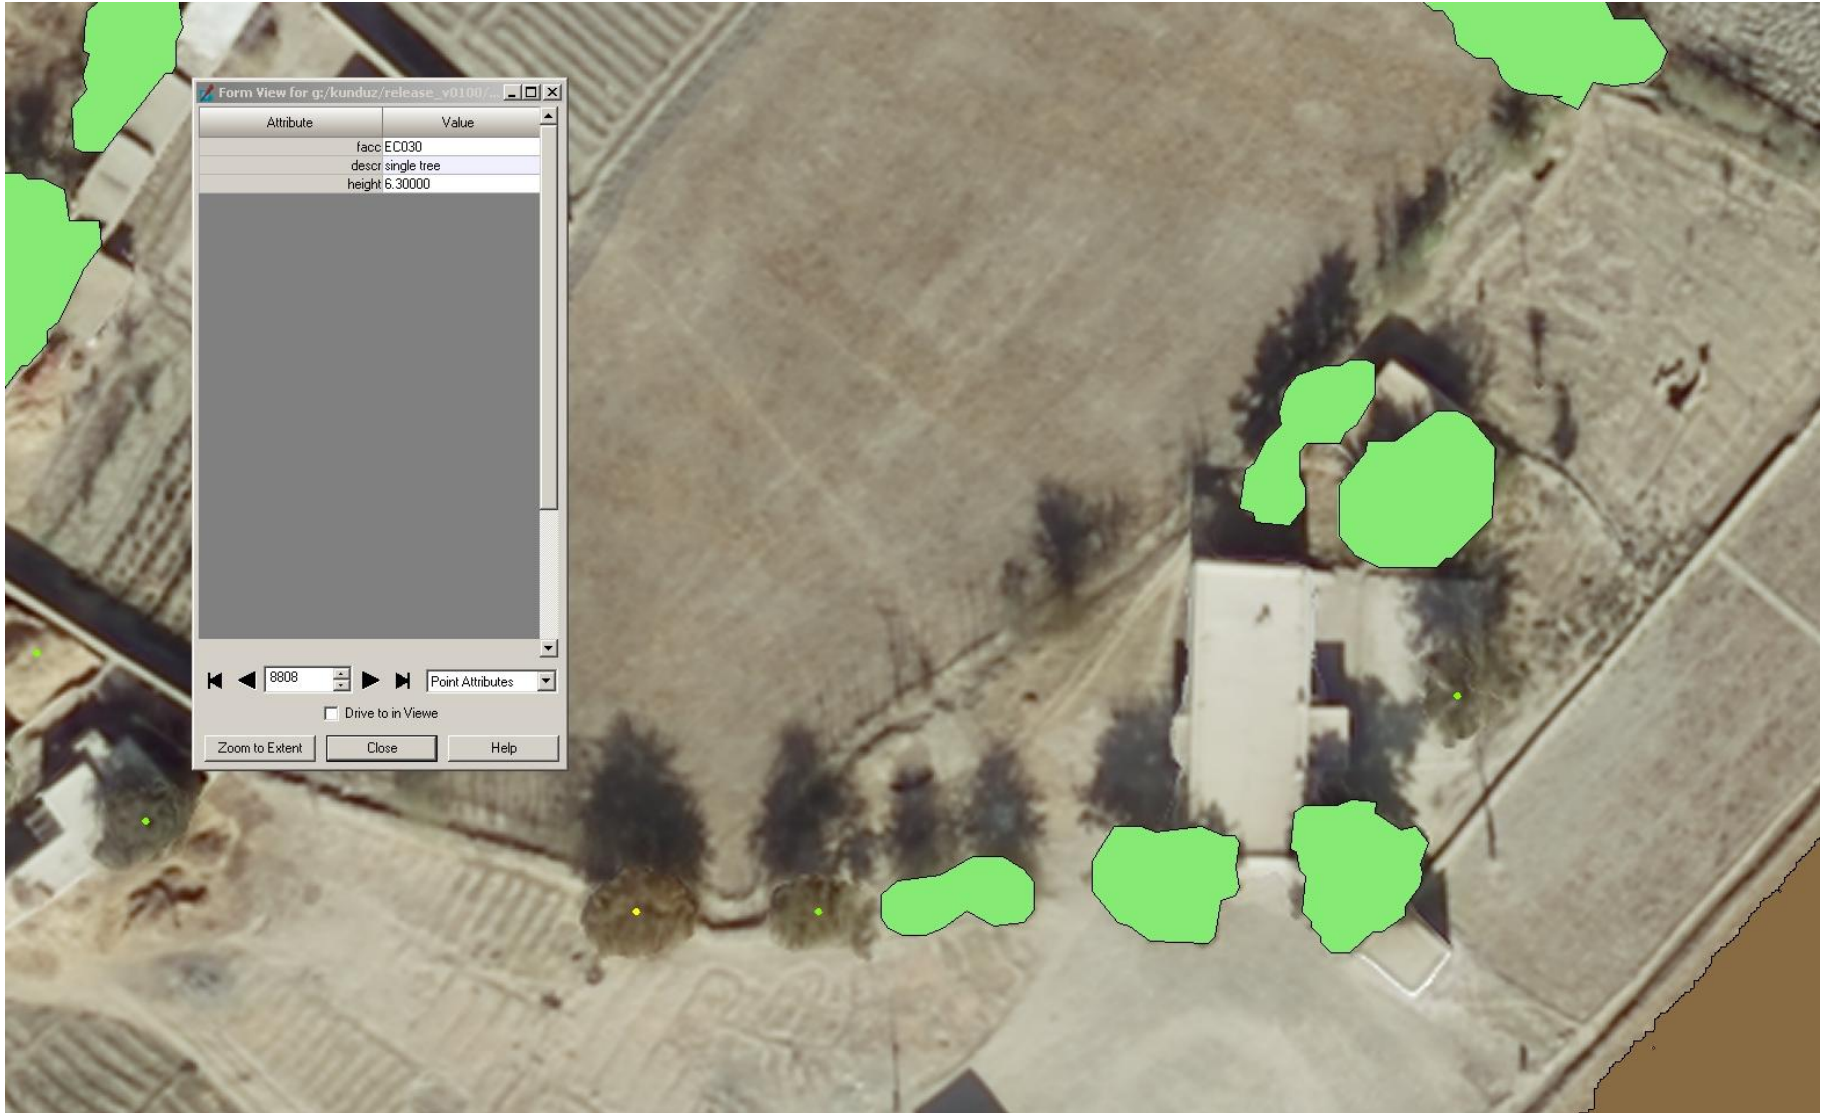 Form View for g:/kunduz/release_v0100/...
Attribute Value
facc EC030
descr single tree
height 6.30000
8808 Point Attributes
Drive to in Viewe
Zoom to Extent Close Help